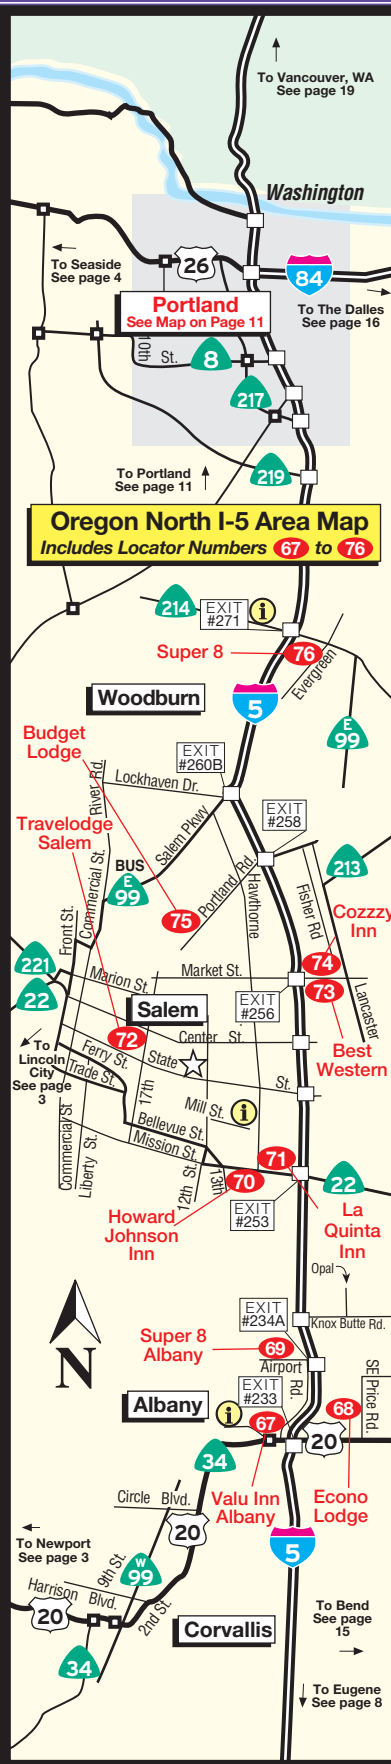 To Vancouver, WA
See page 19
Washington
To Seaside
See page 4
26
84
To The Dalles
See page 16
Portland
See Map on Page 11
10th
St.
8
217
219
To Portland
See page 11
Oregon North I-5 Area Map
Includes Locator Numbers 67 to 76
214
EXIT
#271
i
Super 8
76
Evergreen
Woodburn
5
E
99
Budget
Lodge
EXIT
#260B
Lockhaven Dr.
River Rd.
Travelodge
Salem
Salem Pkwy
EXIT
#258
BUS
E
99
Commercial St.
Portland Rd.
Hawthorne
Fisher Rd
213
75
Front St.
Cozzzy
Inn
74
221
22
Marion St.
Market St.
73
Lancaster
Salem
EXIT
#256
72
Center St.
Best
Western
To
Lincoln
City
See page
3
Ferry St.
State
St.
Trade St.
17th
Mill St.
i
Commercial St
Liberty St.
Bellevue St.
Mission St.
12th St.
13th
71
70
22
Howard
Johnson
Inn
EXIT
#253
La
Quinta
Inn
Opal
N
EXIT
#234A
Knox Butte Rd.
Super 8
Albany
69
Airport
Rd.
EXIT
#233
SE Price Rd.
Albany
i
67
68
20
34
Valu Inn
Albany
Econo
Lodge
Circle Blvd.
20
5
To Newport
See page 3
9th St.
W
99
Harrison
Blvd.
2nd St.
20
Corvallis
To Bend
See page
15
34
To Eugene
See page 8